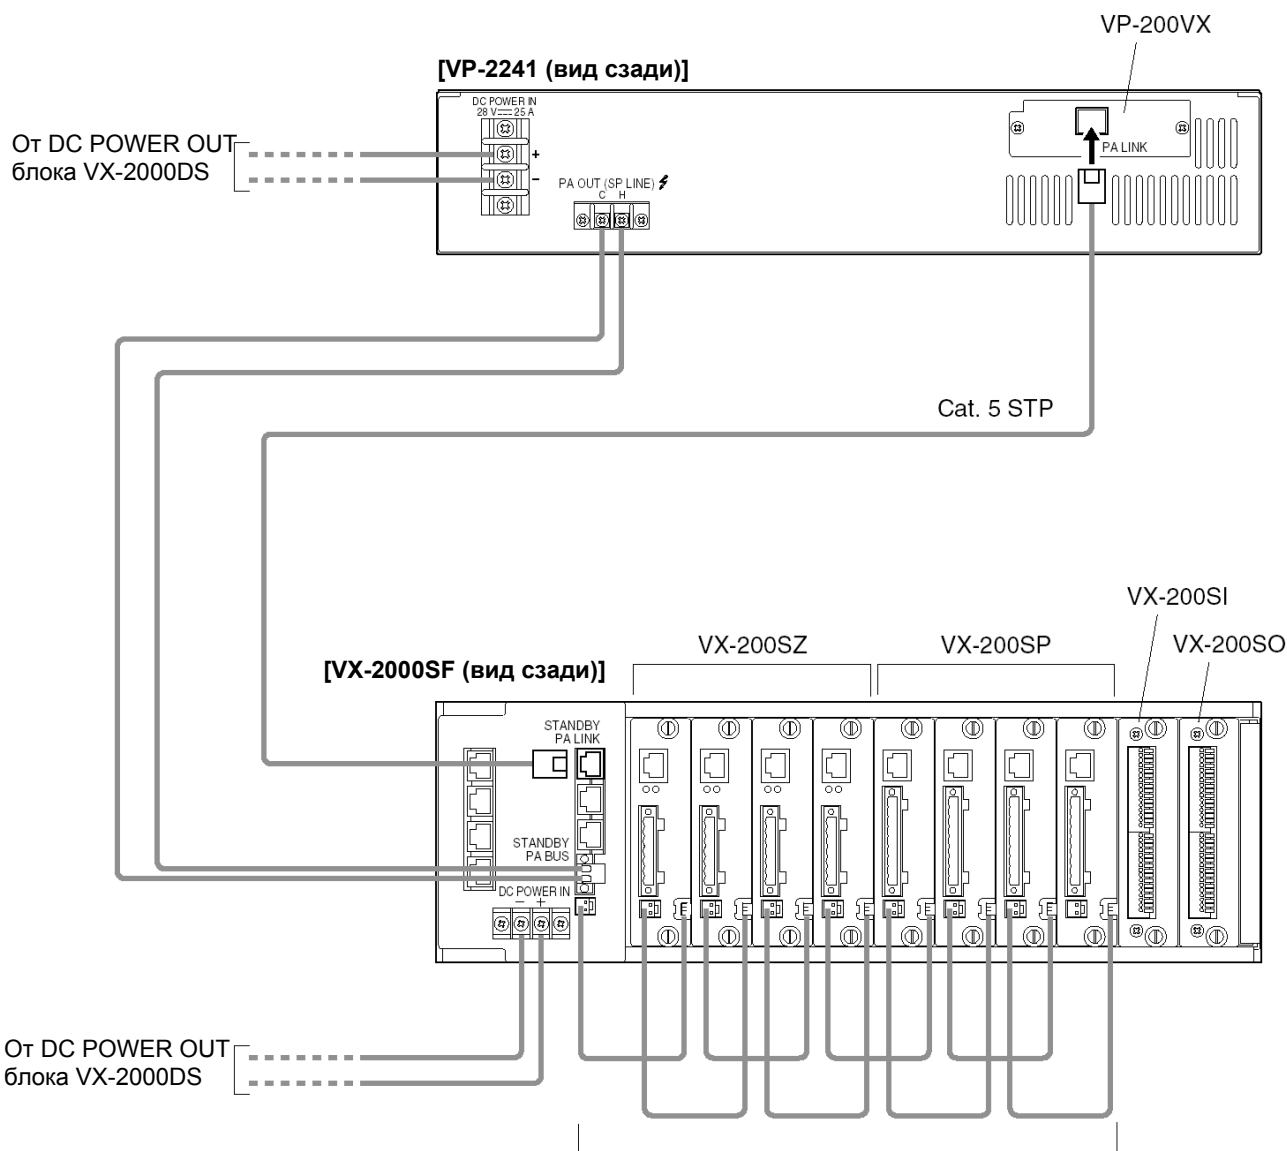 VP-200VX
[VP-2241 (вид сзади)]
DC POWER IN
28 V⎓25 A
От DC POWER OUT
блока VX-2000DS
+
−
PA OUT (SP LINE)
C H
PA LINK
Cat. 5 STP
VX-200SI
VX-200SZ
VX-200SP
VX-200SO
[VX-2000SF (вид сзади)]
STANDBY
PA LINK
STANDBY
PA BUS
DC POWER IN
− +
От DC POWER OUT
блока VX-2000DS